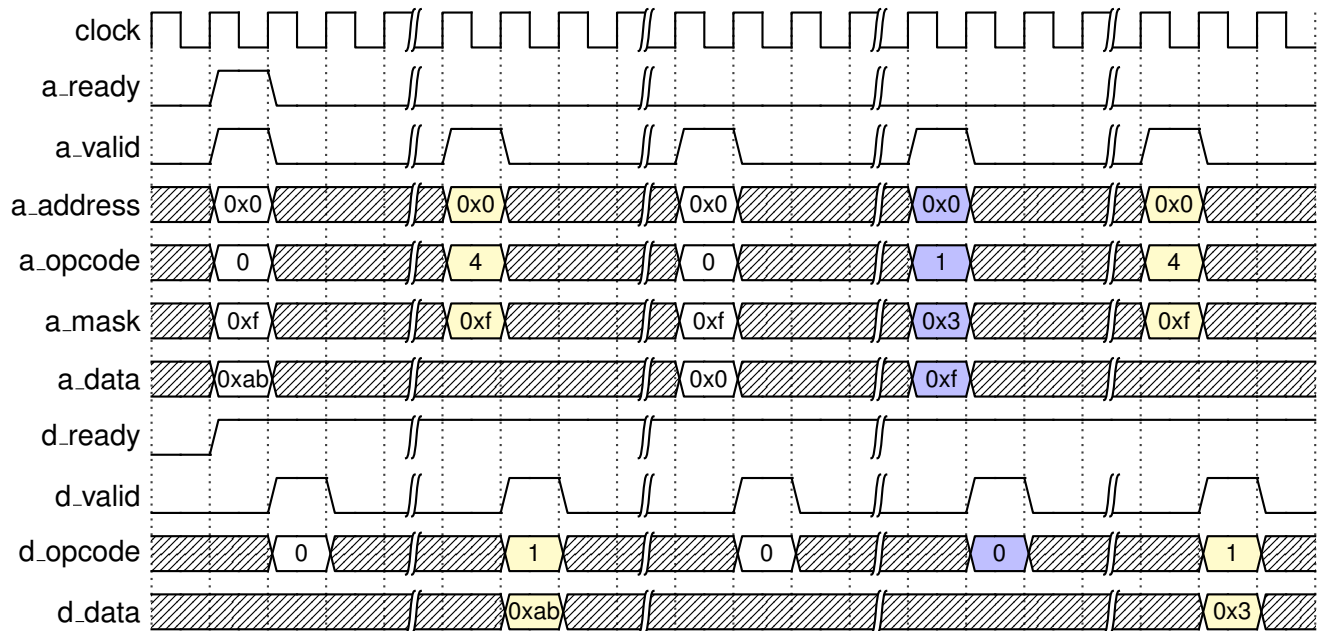 clock
a_ready
a_valid
a_address 0x0 0x0 0x0 0x0 0x0
a_opcode 0 4 0 1 4
a_mask 0xf 0xf 0xf 0x3 0xf
a_data 0xab 0x0 0xf
d_ready
d_valid
d_opcode 0 1 0 0 1
d_data 0xab 0x3